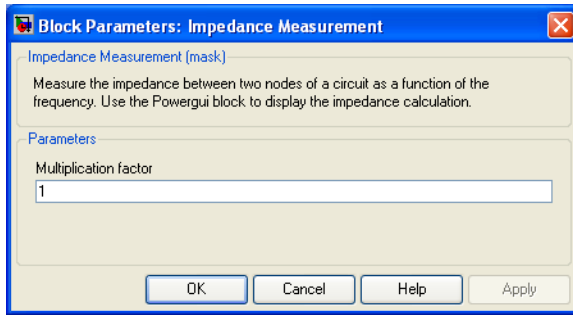 Block Parameters: Impedance Measurement
Impedance Measurement (mask)
Measure the impedance between two nodes of a circuit as a function of the
frequency. Use the Powergui block to display the impedance calculation.
Parameters
Multiplication factor
1
OK Cancel Help Apply